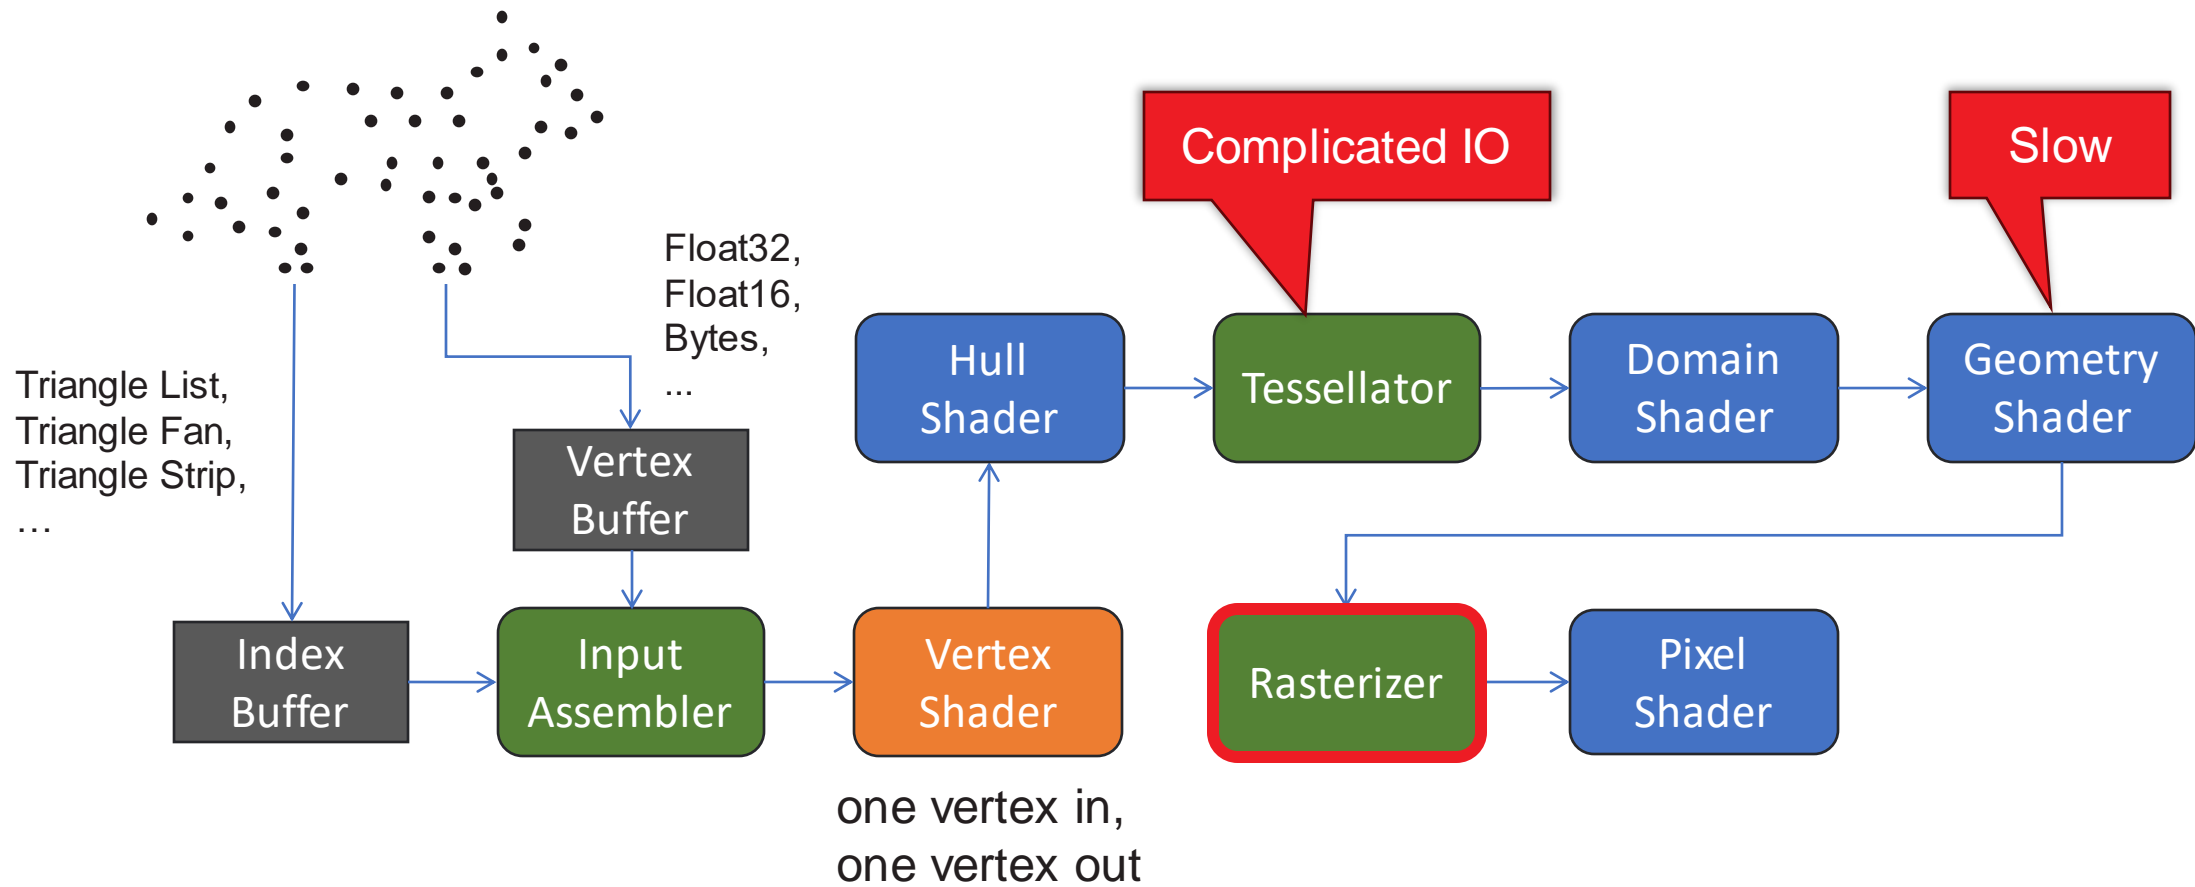 Complicated IO
Slow
Float32,
Float16,
Bytes,
...
Triangle List,
Triangle Fan,
Triangle Strip,
…
Hull
Shader
Tessellator
Domain
Shader
Geometry
Shader
Vertex
Buffer
Index
Buffer
Input
Assembler
Vertex
Shader
Rasterizer
Pixel
Shader
one vertex in,
one vertex out